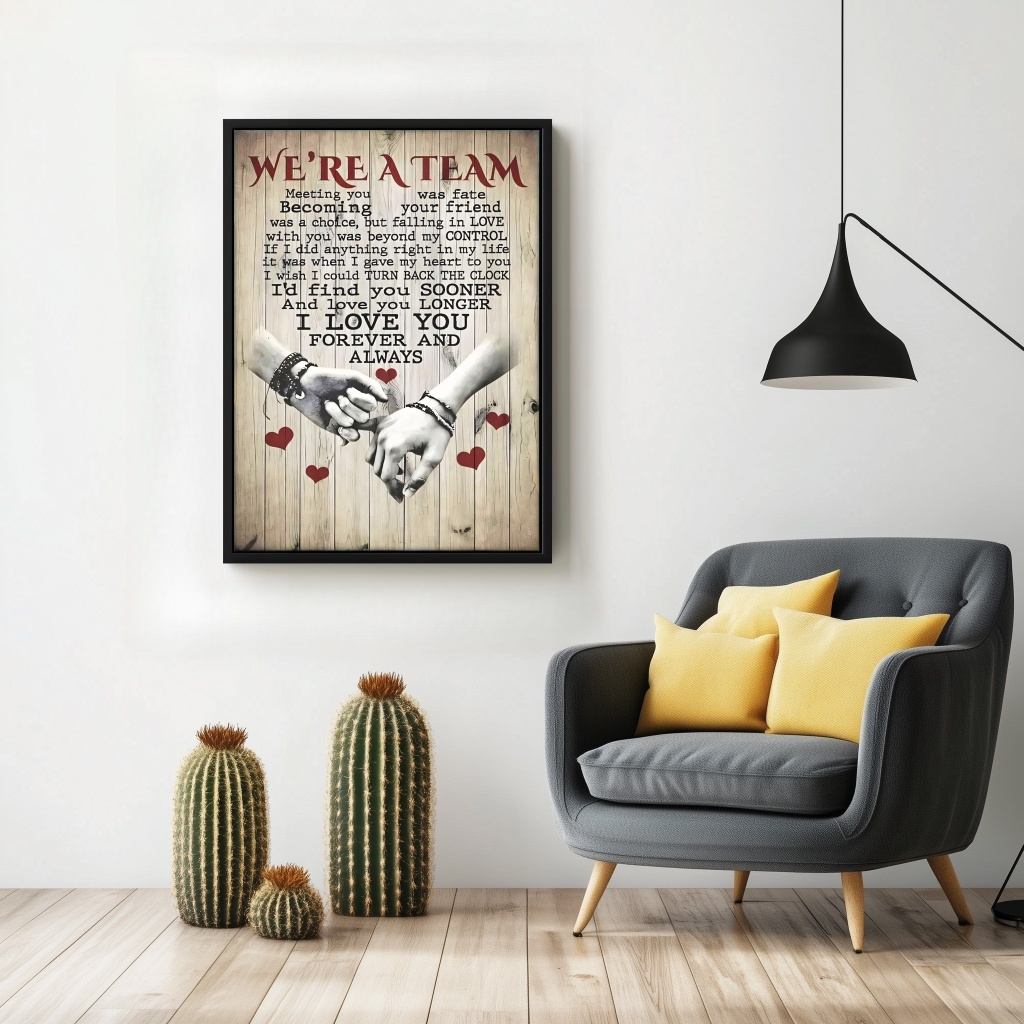 WE'RE A TEAM
Meeting you was fate
Becoming your friend
was a choice, but falling in LOVE
with you was beyond my CONTROL
If I did anything right in my life
it was when I gave my heart to you
I wish I could TURN BACK THE CLOCK
I'd find you SOONER
And love you LONGER
I LOVE YOU
FOREVER AND
ALWAYS